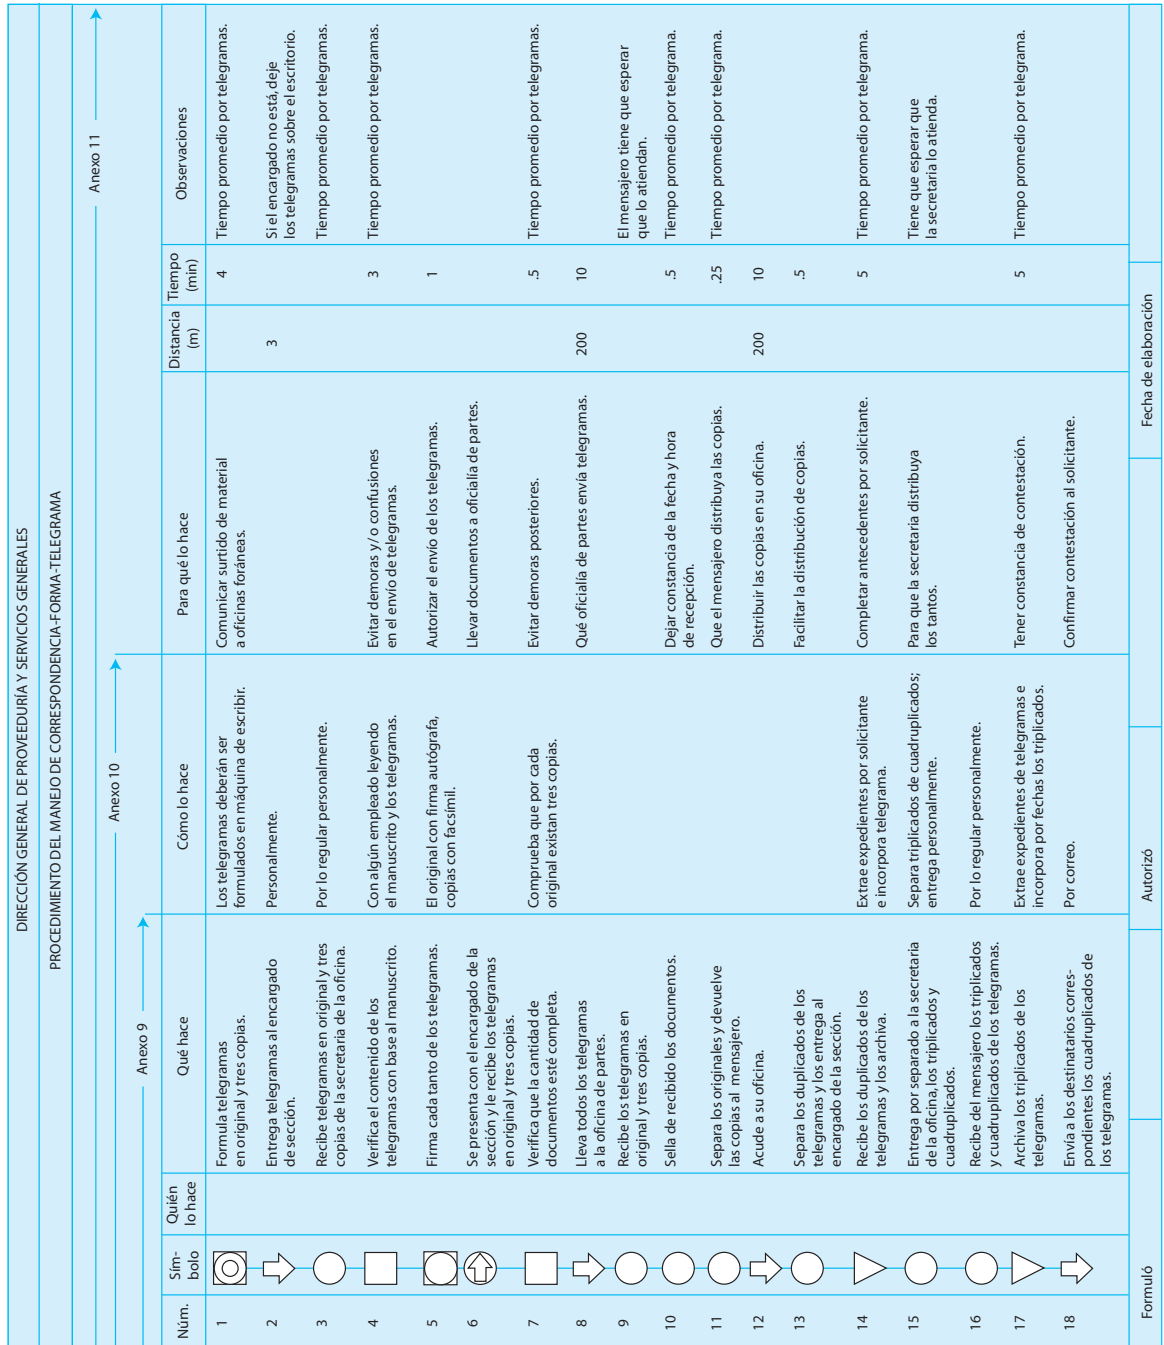 DIRECCIÓN GENERAL DE PROVEEDURÍA Y SERVICIOS GENERALES
PROCEDIMIENTO DEL MANEJO DE CORRESPONDENCIA-FORMA-TELEGRAMA
Anexo 11
Anexo 10
Anexo 9
Núm.
Sím-
bolo
Quién
lo hace
Qué hace
Cómo lo hace
Para qué lo hace
Distancia
(m)
Tiempo
(min)
Observaciones
1
Formula telegramas
en original y tres copias.
Los telegramas deberán ser
formulados en máquina de escribir.
Comunicar surtido de material
a oficinas foráneas.
4
Tiempo promedio por telegramas.
2
Entrega telegramas al encargado
de sección.
Personalmente.
3
Si el encargado no está, deje
los telegramas sobre el escritorio.
3
Recibe telegramas en original y tres
copias de la secretaria de la oficina.
Por lo regular personalmente.
Tiempo promedio por telegramas.
4
Verifica el contenido de los
telegramas con base al manuscrito.
Con algún empleado leyendo
el manuscrito y los telegramas.
Evitar demoras y/ o confusiones
en el envío de telegramas.
3
Tiempo promedio por telegramas.
5
Firma cada tanto de los telegramas.
El original con firma autógrafa,
copias con facsímil.
Autorizar el envío de los telegramas.
1
6
Se presenta con el encargado de la
sección y le recibe los telegramas
en original y tres copias.
Llevar documentos a oficialía de partes.
7
Verifica que la cantidad de
documentos esté completa.
Comprueba que por cada
original existan tres copias.
Evitar demoras posteriores.
.5
Tiempo promedio por telegramas.
8
Lleva todos los telegramas
a la oficina de partes.
Qué oficialía de partes envía telegramas.
200
10
9
Recibe los telegramas en
original y tres copias.
El mensajero tiene que esperar
que lo atiendan.
10
Sella de recibido los documentos.
Dejar constancia de la fecha y hora
de recepción.
.5
Tiempo promedio por telegrama.
11
Separa los originales y devuelve
las copias al mensajero.
Que el mensajero distribuya las copias.
.25
Tiempo promedio por telegrama.
12
Acude a su oficina.
Distribuir las copias en su oficina.
200
10
13
Separa los duplicados de los
telegramas y los entrega al
encargado de la sección.
Facilitar la distribución de copias.
.5
14
Recibe los duplicados de los
telegramas y los archiva.
Extrae expedientes por solicitante
e incorpora telegrama.
Completar antecedentes por solicitante.
5
Tiempo promedio por telegrama.
15
Entrega por separado a la secretaria
de la oficina, los triplicados y
cuadruplicados.
Separa triplicados de cuadruplicados;
entrega personalmente.
Para que la secretaria distribuya
los tantos.
Tiene que esperar que
la secretaria lo atienda.
16
Recibe del mensajero los triplicados
y cuadruplicados de los telegramas.
Por lo regular personalmente.
17
Archiva los triplicados de los
telegramas.
Extrae expedientes de telegramas e
incorpora por fechas los triplicados.
Tener constancia de contestación.
5
Tiempo promedio por telegrama.
18
Envía a los destinatarios corres-
pondientes los cuadruplicados de
los telegramas.
Por correo.
Confirmar contestación al solicitante.
Formuló
Autorizó
Fecha de elaboración